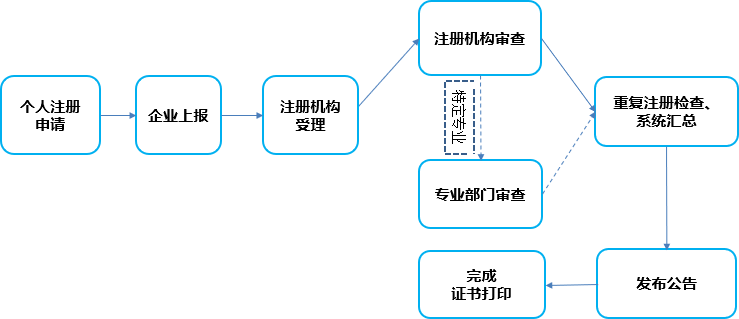 个人注册
申请
企业上报
注册机构
受理
注册机构审查
特定专业
专业部门审查
重复注册检查、
系统汇总
发布公告
完成
证书打印